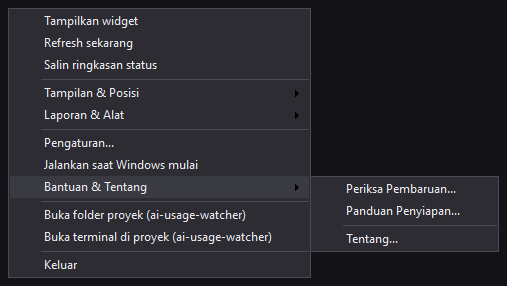 Tampilkan widget
Refresh sekarang
Salin ringkasan status
Tampilan & Posisi
Laporan & Alat
Pengaturan...
Jalankan saat Windows mulai
Bantuan & Tentang
Periksa Pembaruan...
Panduan Penyiapan...
Tentang...
Buka folder proyek (ai-usage-watcher)
Buka terminal di proyek (ai-usage-watcher)
Keluar